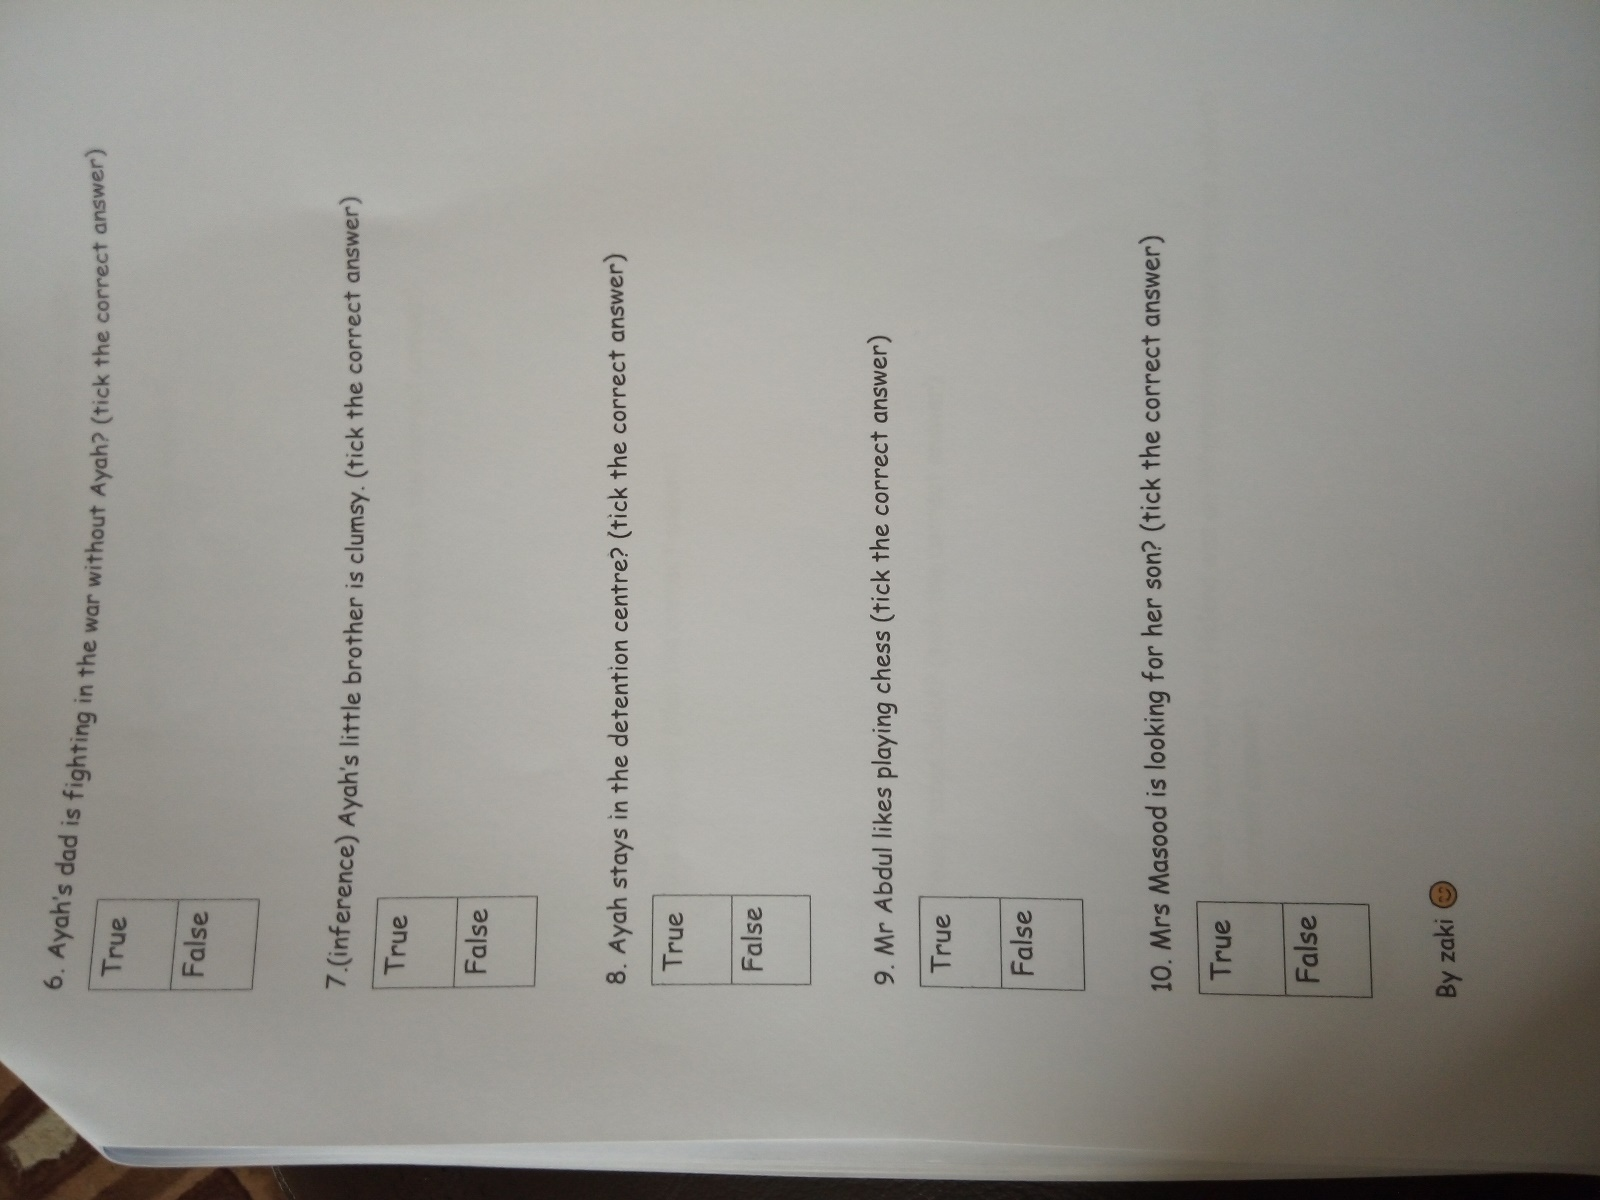 6. Ayah's dad is fighting in the war without Ayah? (tick the correct answer)
True
False
7.(inference) Ayah's little brother is clumsy. (tick the correct answer)
True
False
8. Ayah stays in the detention centre? (tick the correct answer)
True
False
9. Mr Abdul likes playing chess (tick the correct answer)
True
False
10. Mrs Masood is looking for her son? (tick the correct answer)
True
False
By zaki 😊